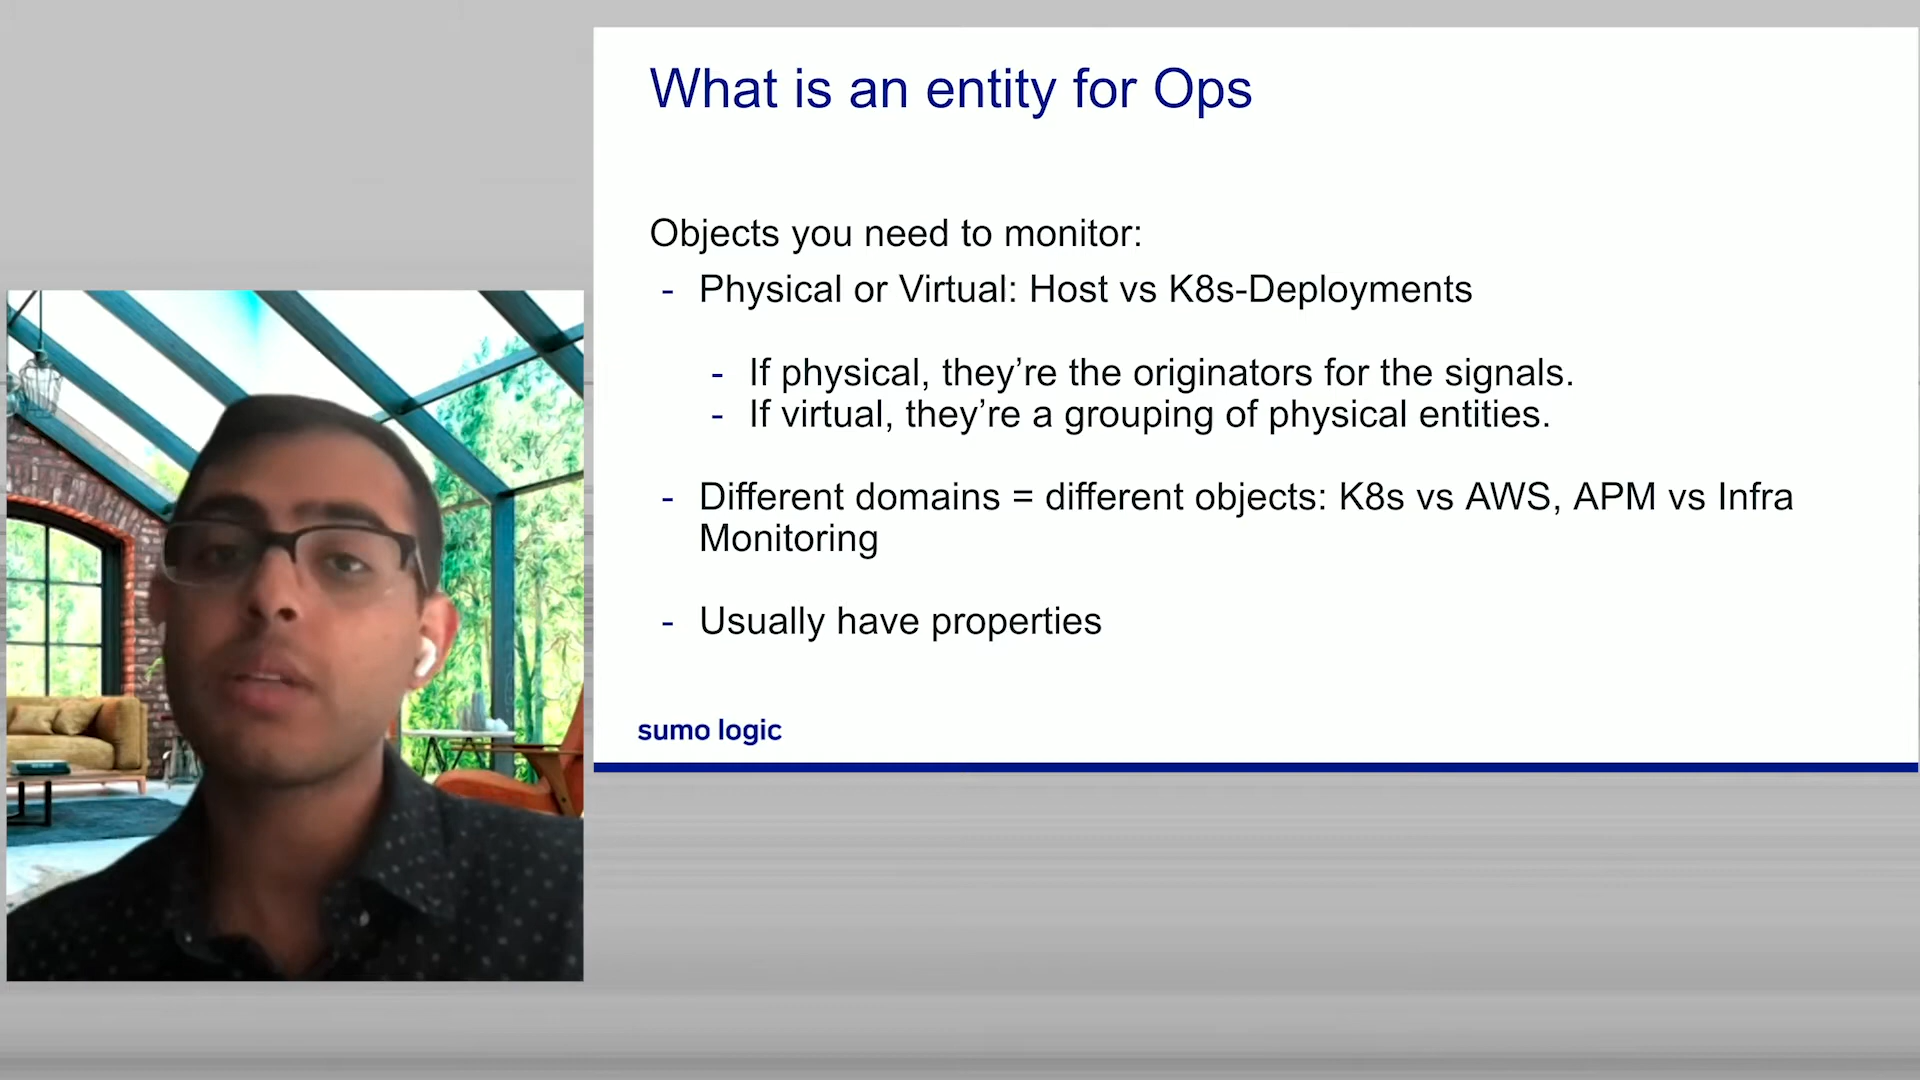 What is an entity for Ops
Objects you need to monitor:
- Physical or Virtual: Host vs K8s-Deployments
- If physical, they’re the originators for the signals.
- If virtual, they’re a grouping of physical entities.
- Different domains = different objects: K8s vs AWS, APM vs Infra
Monitoring
- Usually have properties
sumo logic